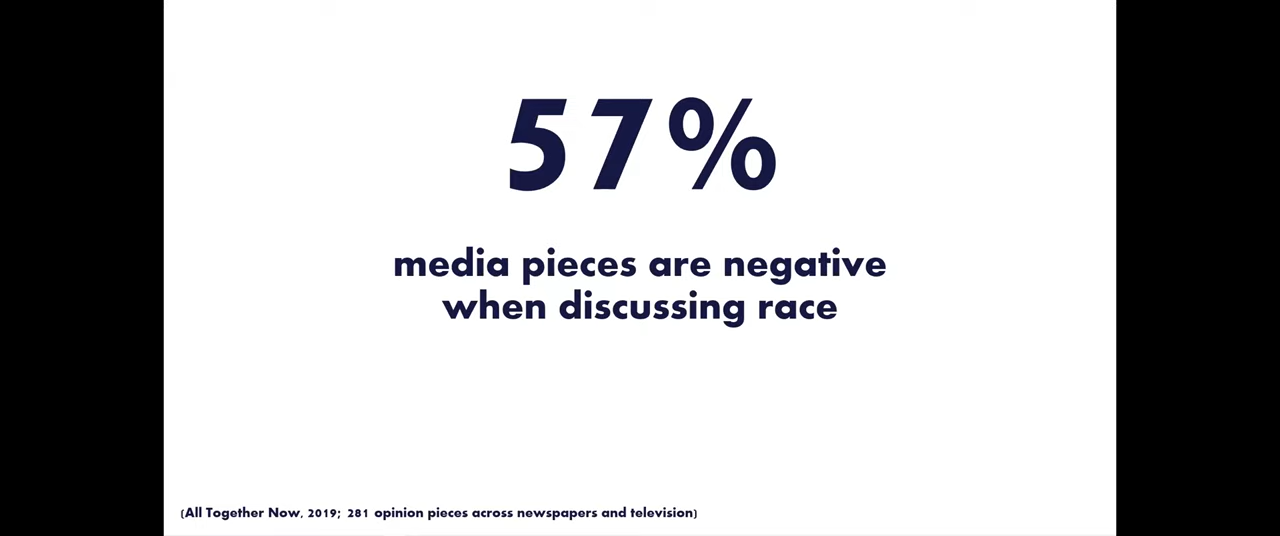 57%
media pieces are negative
when discussing race
(All Together Now, 2019; 281 opinion pieces across newspapers and television)